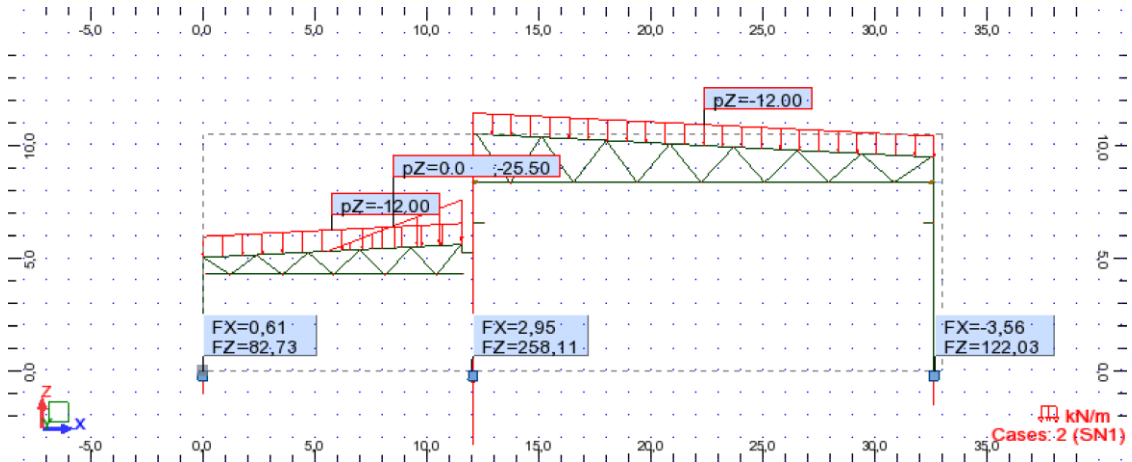 -5,0 0,0 5,0 10,0 15,0 20,0 25,0 30,0 35,0
pZ=-12.00
10,0 10,0
pZ=0.0 :-25.50
pZ=-12.00
5,0 5,0
FX=0,61 FX=2,95 FX=-3,56
FZ=82,73 FZ=258,11 FZ=122,03
0,0 0,0
Z
Y X
kN/m
Cases: 2 (SN1)
-5,0 0,0 5,0 10,0 15,0 20,0 25,0 30,0 35,0